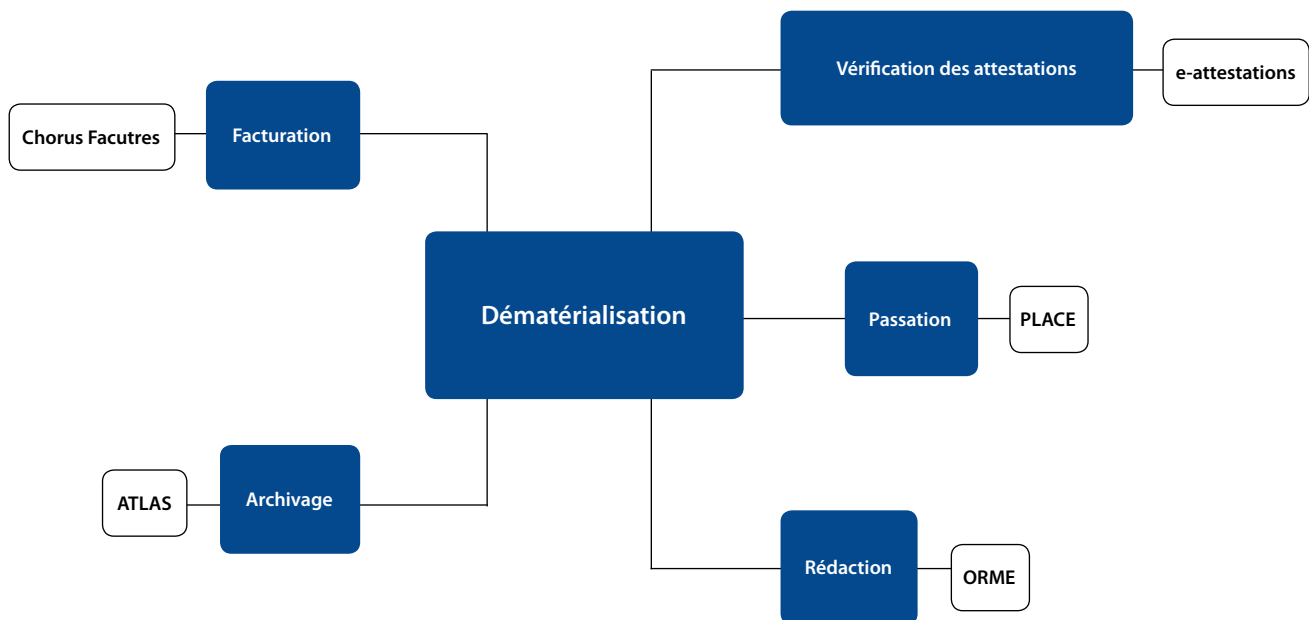 Vérification des attestations
e-attestations
Chorus Facutres
Facturation
Dématérialisation
Passation
PLACE
ATLAS
Archivage
Rédaction
ORME